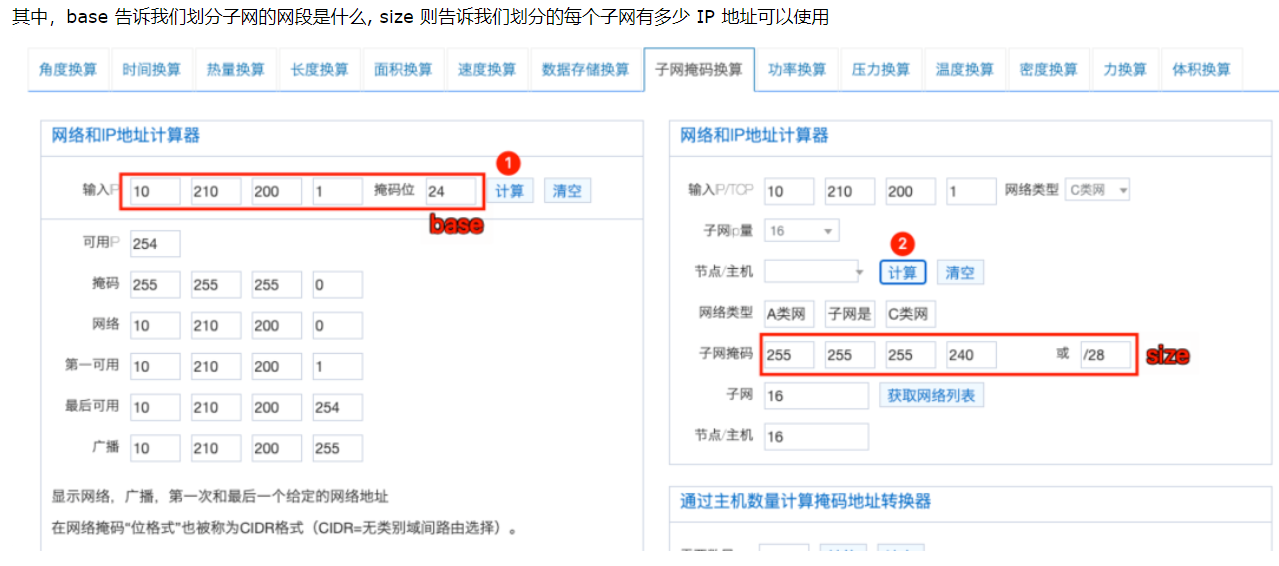 其中，base 告诉我们划分子网的网段是什么, size 则告诉我们划分的每个子网有多少 IP 地址可以使用
角度换算 时间换算 热量换算 长度换算 面积换算 速度换算 数据存储换算 子网掩码换算 功率换算 压力换算 温度换算 密度换算 力换算 体积换算
网络和IP地址计算器
1
输入IP 10 210 200 1 掩码位 24 计算 清空
base
可用IP 254
掩码 255 255 255 0
网络 10 210 200 0
第一可用 10 210 200 1
最后可用 10 210 200 254
广播 10 210 200 255
显示网络，广播，第一次和最后一个给定的网络地址
在网络掩码“位格式”也被称为CIDR格式（CIDR=无类别域间路由选择）。
网络和IP地址计算器
输入IP/TCP 10 210 200 1 网络类型 C类网
子网ip量 16
2
节点/主机 计算 清空
网络类型 A类网 子网是 C类网
子网掩码 255 255 255 240 或 /28 size
子网 16 获取网络列表
节点/主机 16
通过主机数量计算掩码地址转换器